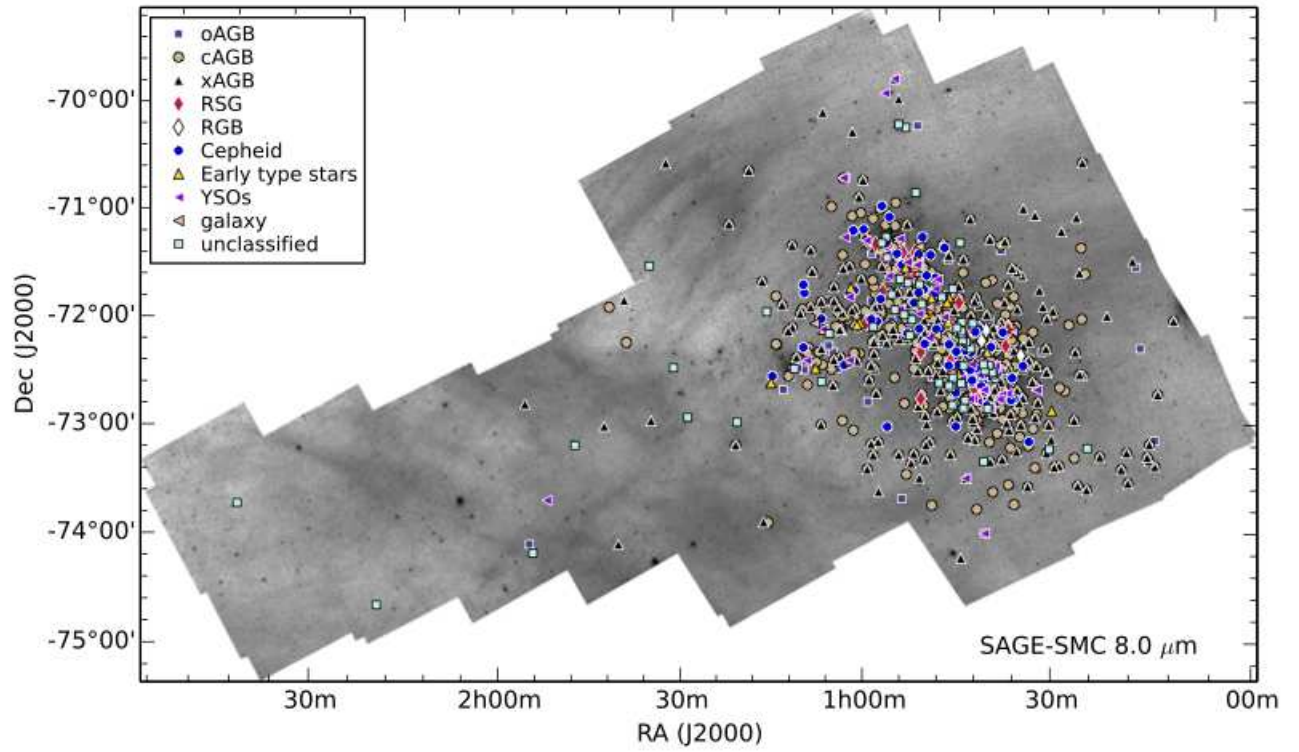 oAGB
cAGB
xAGB
RSG
RGB
Cepheid
Early type stars
YSOs
galaxy
unclassified
-70°00'
-71°00'
-72°00'
-73°00'
-74°00'
-75°00'
Dec (J2000)
SAGE-SMC 8.0 μm
30m 2h00m 30m 1h00m 30m 00m
RA (J2000)